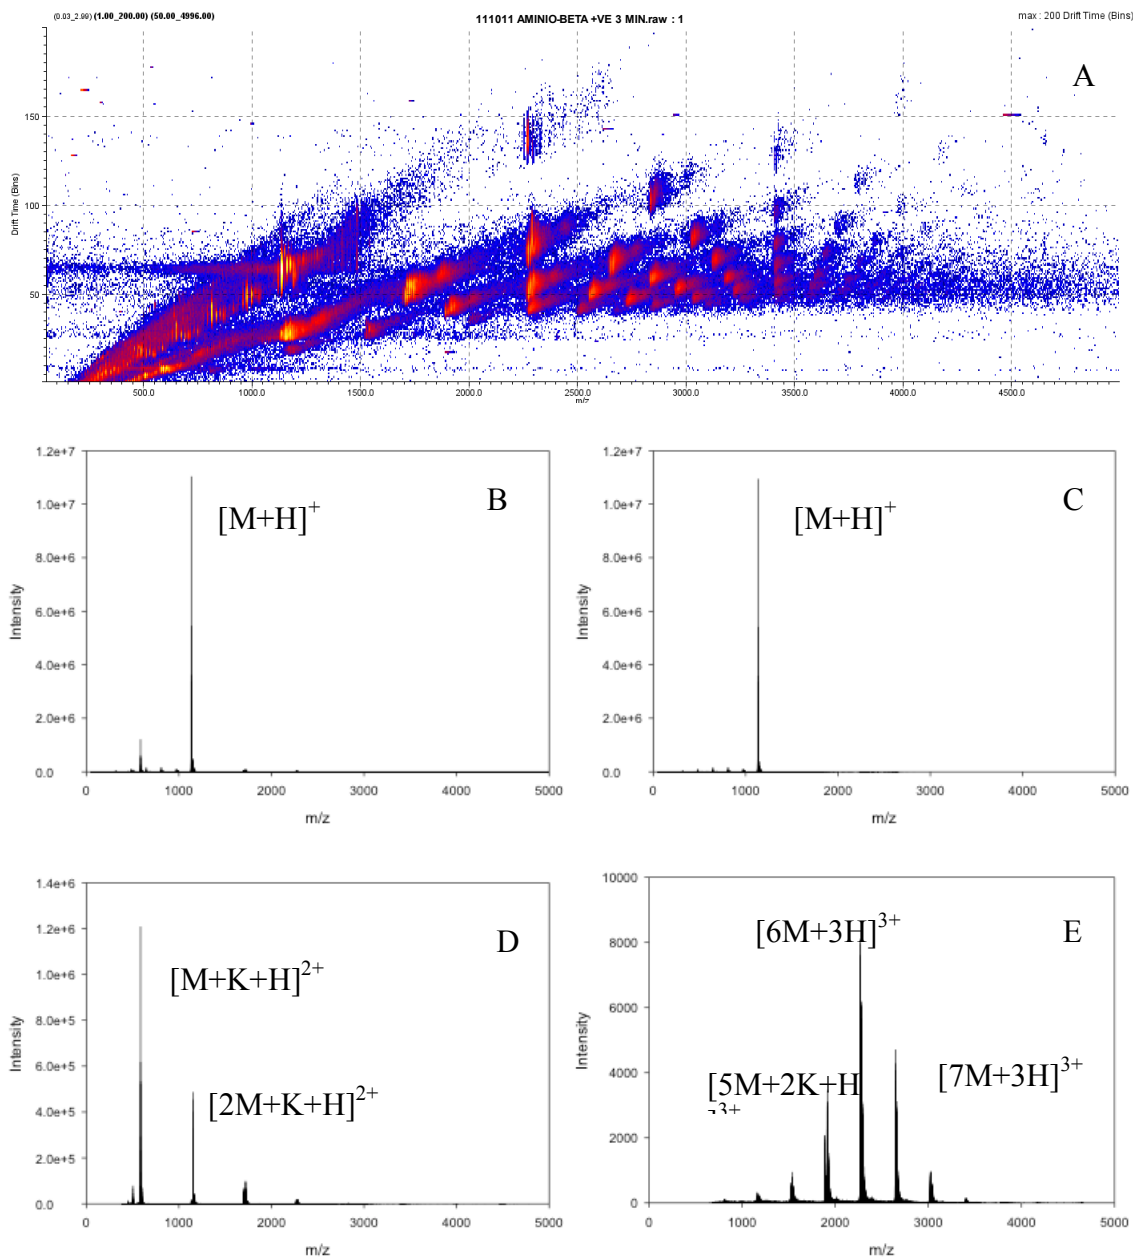 (0.03_2.99) (1.00_200.00) (50.00_4996.00)
111011 AMINIO-BETA +VE 3 MIN.raw : 1
max : 200 Drift Time (Bins)
A
150
100
50
Drift Time (Bins)
500.0 1000.0 1500.0 2000.0 2500.0 3000.0 3500.0 4000.0 4500.0
m/z
B
[M+H]+
1.2e+7
1.0e+7
8.0e+6
6.0e+6
4.0e+6
2.0e+6
0.0
Intensity
0 1000 2000 3000 4000 5000
m/z
C
[M+H]+
1.2e+7
1.0e+7
8.0e+6
6.0e+6
4.0e+6
2.0e+6
0.0
Intensity
0 1000 2000 3000 4000 5000
m/z
D
[M+K+H]2+
[2M+K+H]2+
1.4e+6
1.2e+6
1.0e+6
8.0e+5
6.0e+5
4.0e+5
2.0e+5
0.0
Intensity
0 1000 2000 3000 4000 5000
m/z
E
[6M+3H]3+
[5M+2K+H
]3+
[7M+3H]3+
10000
8000
6000
4000
2000
0
Intensity
0 1000 2000 3000 4000 5000
m/z